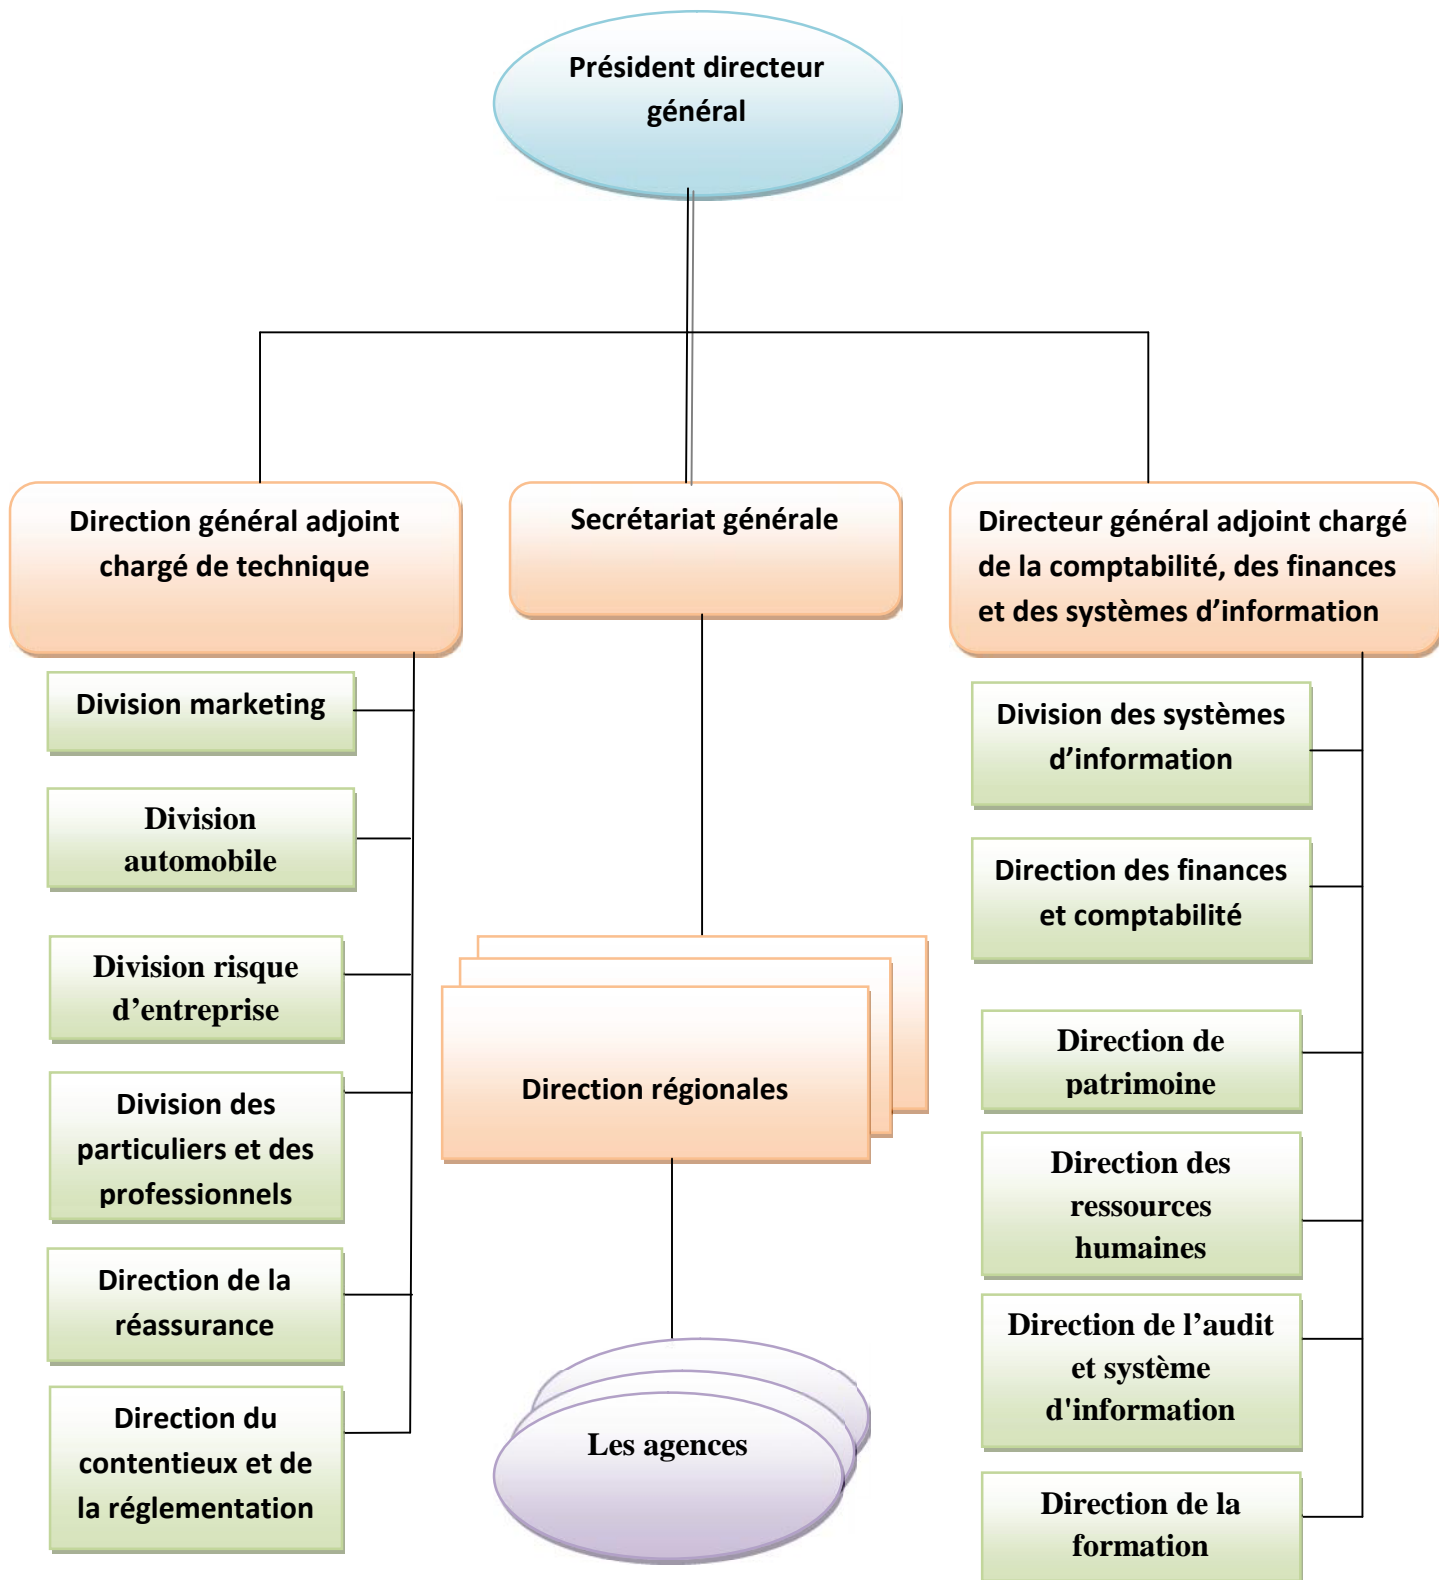 Président directeur
général
Direction général adjoint
chargé de technique
Secrétariat générale
Directeur général adjoint chargé
de la comptabilité, des finances
et des systèmes d’information
Division marketing
Division
automobile
Division risque
d’entreprise
Division des
particuliers et des
professionnels
Direction de la
réassurance
Direction du
contentieux et de
la réglementation
Direction régionales
Les agences
Division des systèmes
d’information
Direction des finances
et comptabilité
Direction de
patrimoine
Direction des
ressources
humaines
Direction de l’audit
et système
d'information
Direction de la
formation